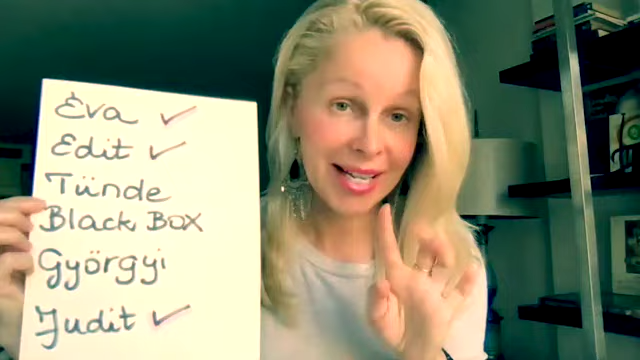 Éva ✓
Edit ✓
Tünde
Black Box
Györgyi
Judit ✓